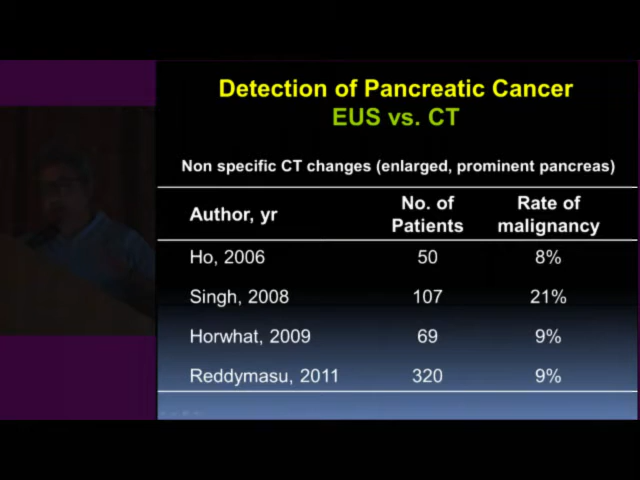 Detection of Pancreatic Cancer
EUS vs. CT
Non specific CT changes (enlarged, prominent pancreas)
Author, yr No. of Patients Rate of malignancy
Ho, 2006 50 8%
Singh, 2008 107 21%
Horwhat, 2009 69 9%
Reddymasu, 2011 320 9%